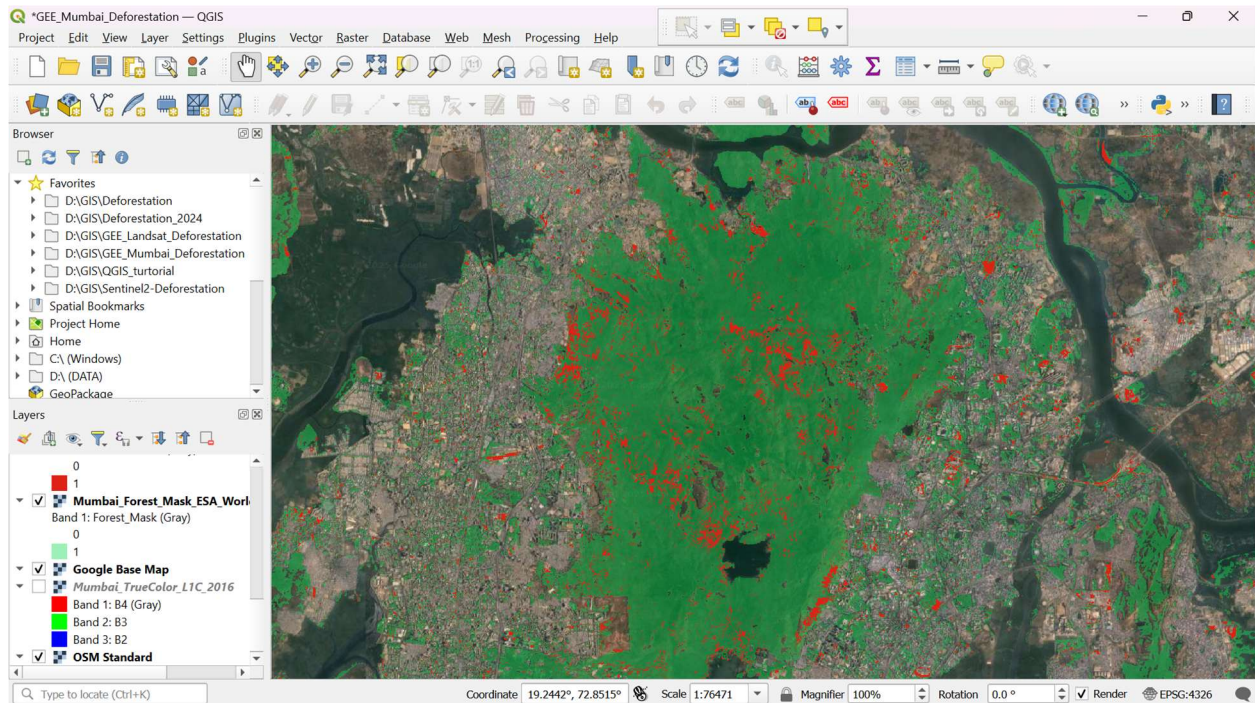 *GEE_Mumbai_Deforestation — QGIS
Project Edit View Layer Settings Plugins Vector Raster Database Web Mesh Processing Help
Browser
Favorites
D:\GIS\Deforestation
D:\GIS\Deforestation_2024
D:\GIS\GEE_Landsat_Deforestation
D:\GIS\GEE_Mumbai_Deforestation
D:\GIS\QGIS_turtorial
D:\GIS\Sentinel2-Deforestation
Spatial Bookmarks
Project Home
Home
C:\ (Windows)
D:\ (DATA)
GeoPackage
Layers
0
1
Mumbai_Forest_Mask_ESA_Worl
Band 1: Forest_Mask (Gray)
0
1
Google Base Map
Mumbai_TrueColor_L1C_2016
Band 1: B4 (Gray)
Band 2: B3
Band 3: B2
OSM Standard
Type to locate (Ctrl+K) Coordinate 19.2442°, 72.8515° Scale 1:76471 Magnifier 100% Rotation 0.0 ° Render EPSG:4326